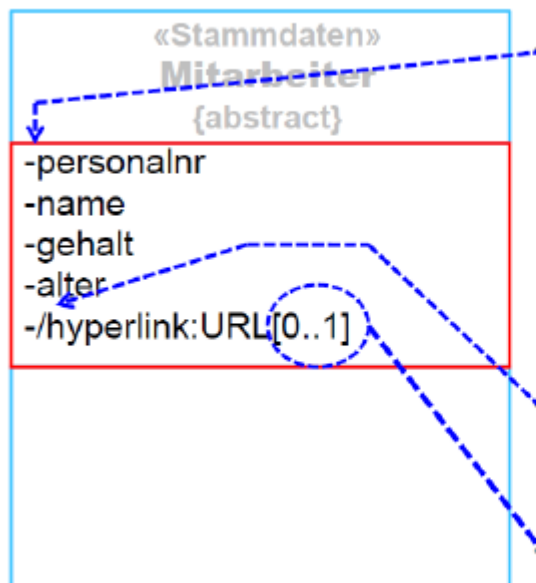 «Stammdaten»
Mitarbeiter
{abstract}
-personalnr
-name
-gehalt
-alter
-/hyperlink:URL[0..1]